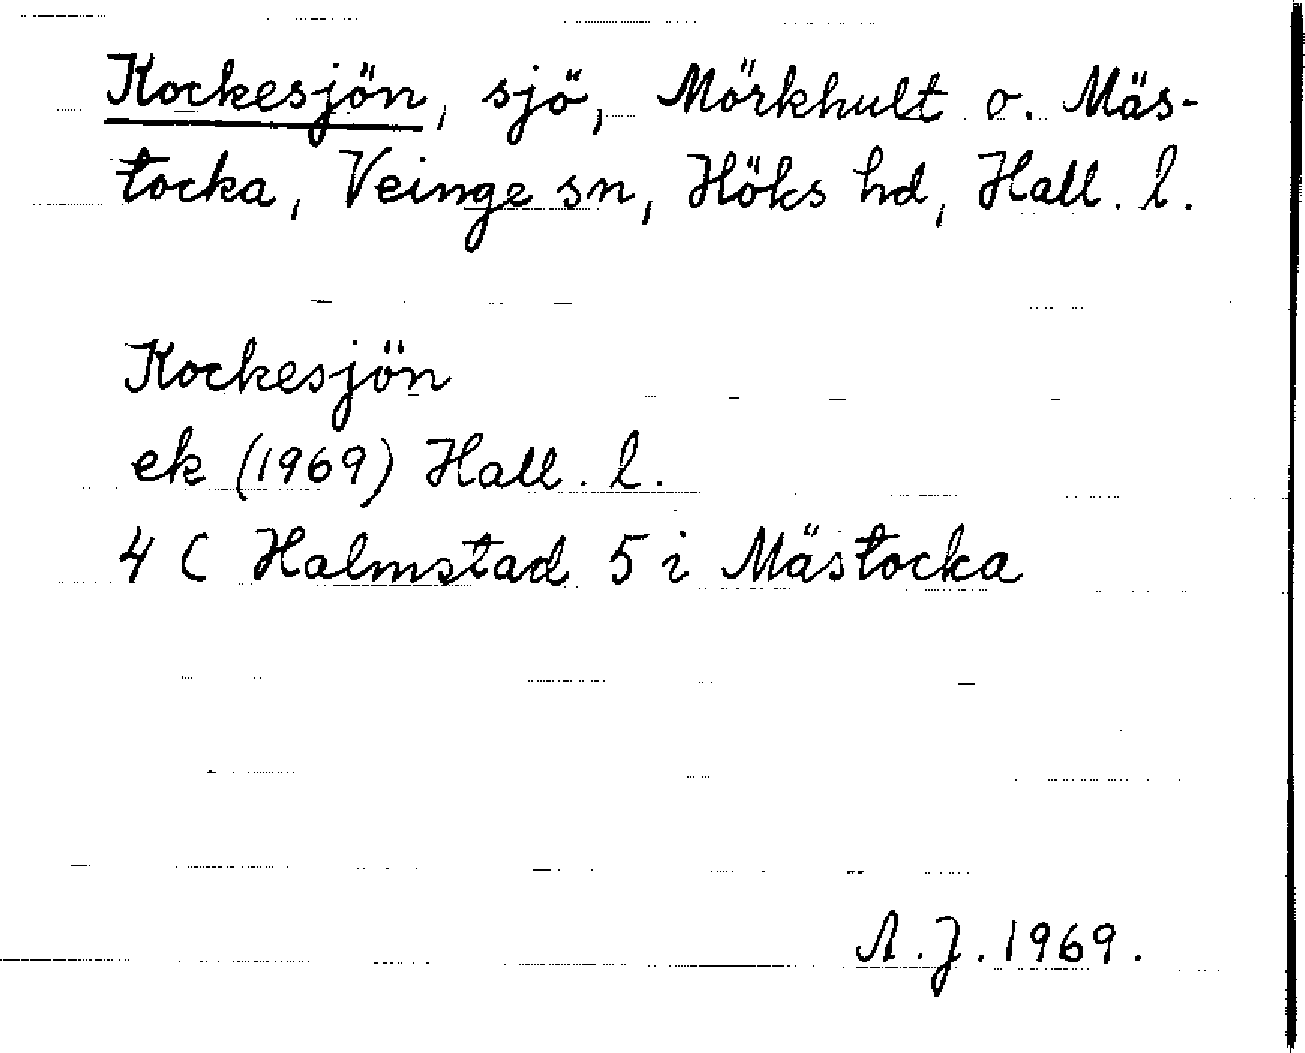 Kockesjön, sjö, Mörkhult o. Mäs-
tocka, Veinge sn, Höks hd, Hall. l.
Kockesjön
ek (1969) Hall. l.
4 C Halmstad 5 i Mästocka
A. J. 1969.